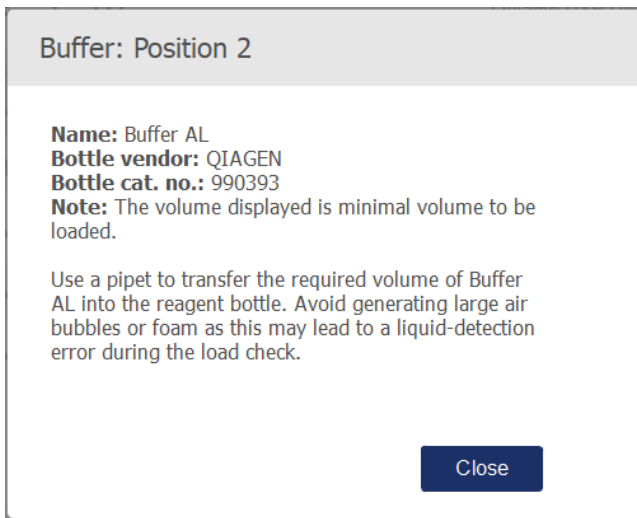 Buffer: Position 2
Name: Buffer AL
Bottle vendor: QIAGEN
Bottle cat. no.: 990393
Note: The volume displayed is minimal volume to be
loaded.
Use a pipet to transfer the required volume of Buffer
AL into the reagent bottle. Avoid generating large air
bubbles or foam as this may lead to a liquid-detection
error during the load check.
Close